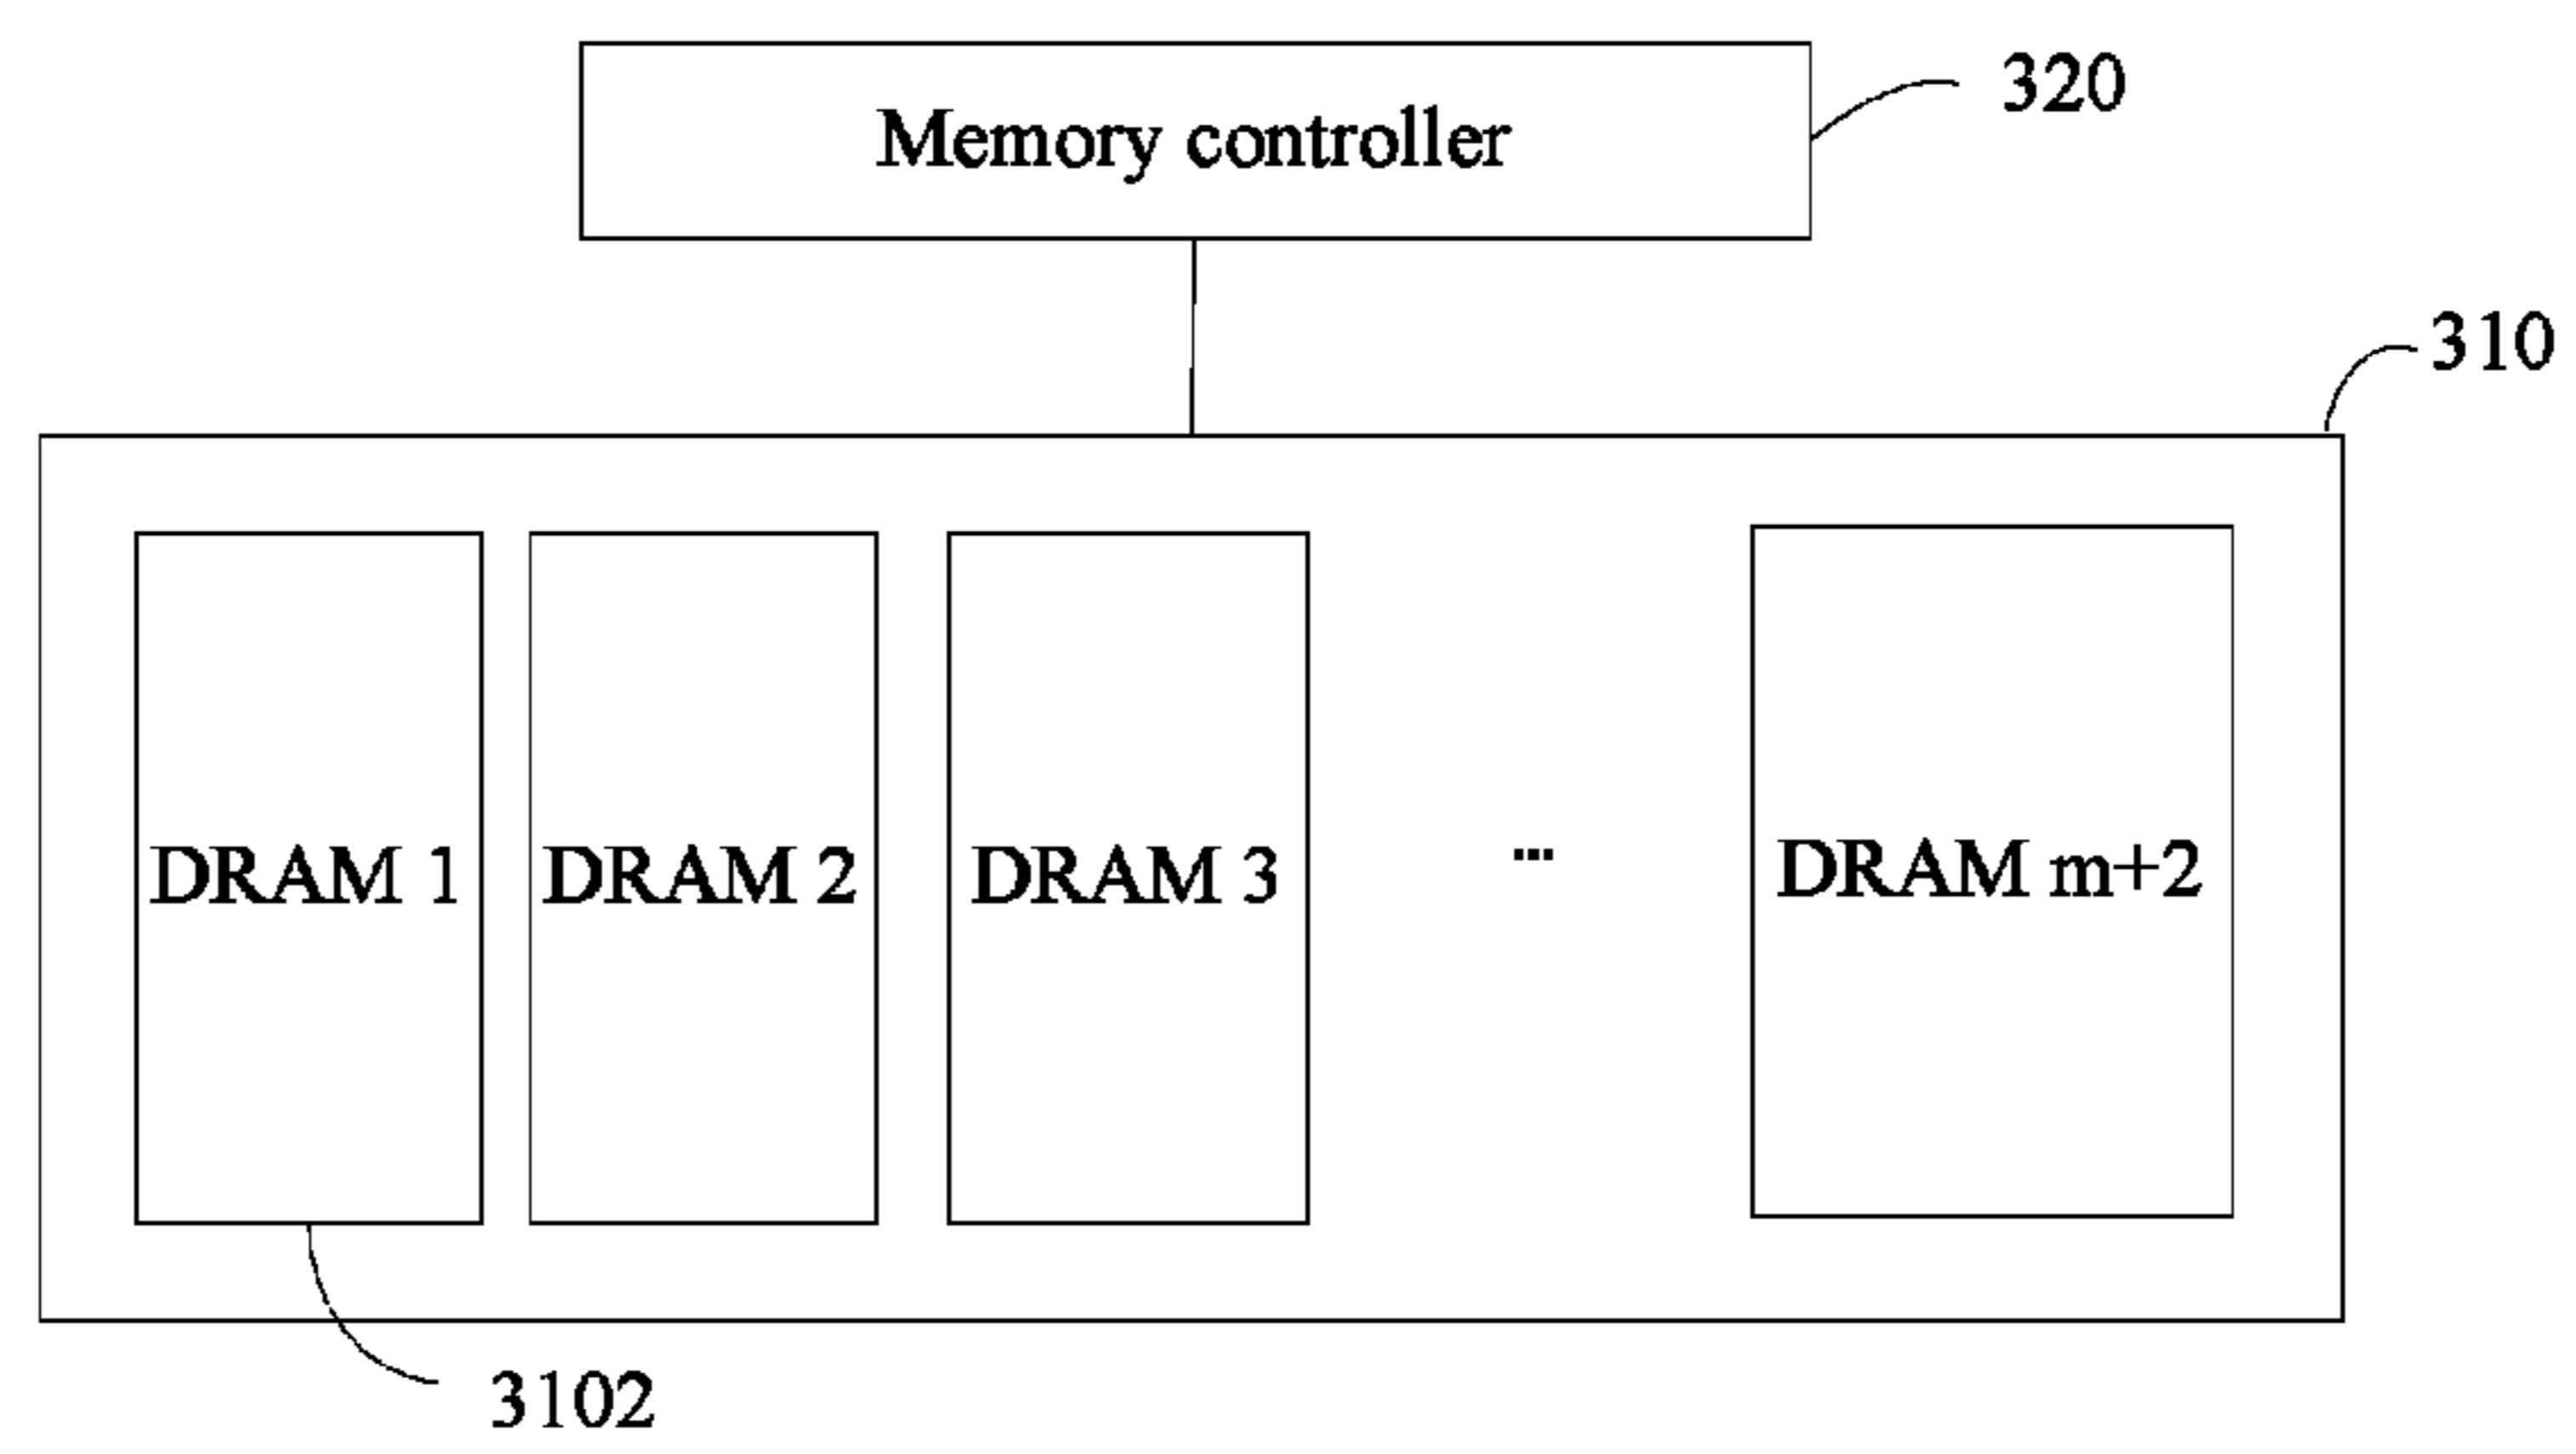 Memory controller
320
310
DRAM 1
DRAM 2
DRAM 3
...
DRAM m+2
3102